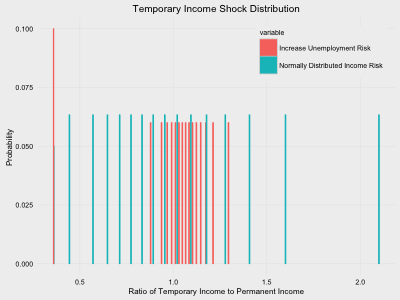 Temporary Income Shock Distribution
variable
Increase Unemployment Risk
Normally Distributed Income Risk
Probability
0.100
0.075
0.050
0.025
0.000
0.5
1.0
1.5
2.0
Ratio of Temporary Income to Permanent Income